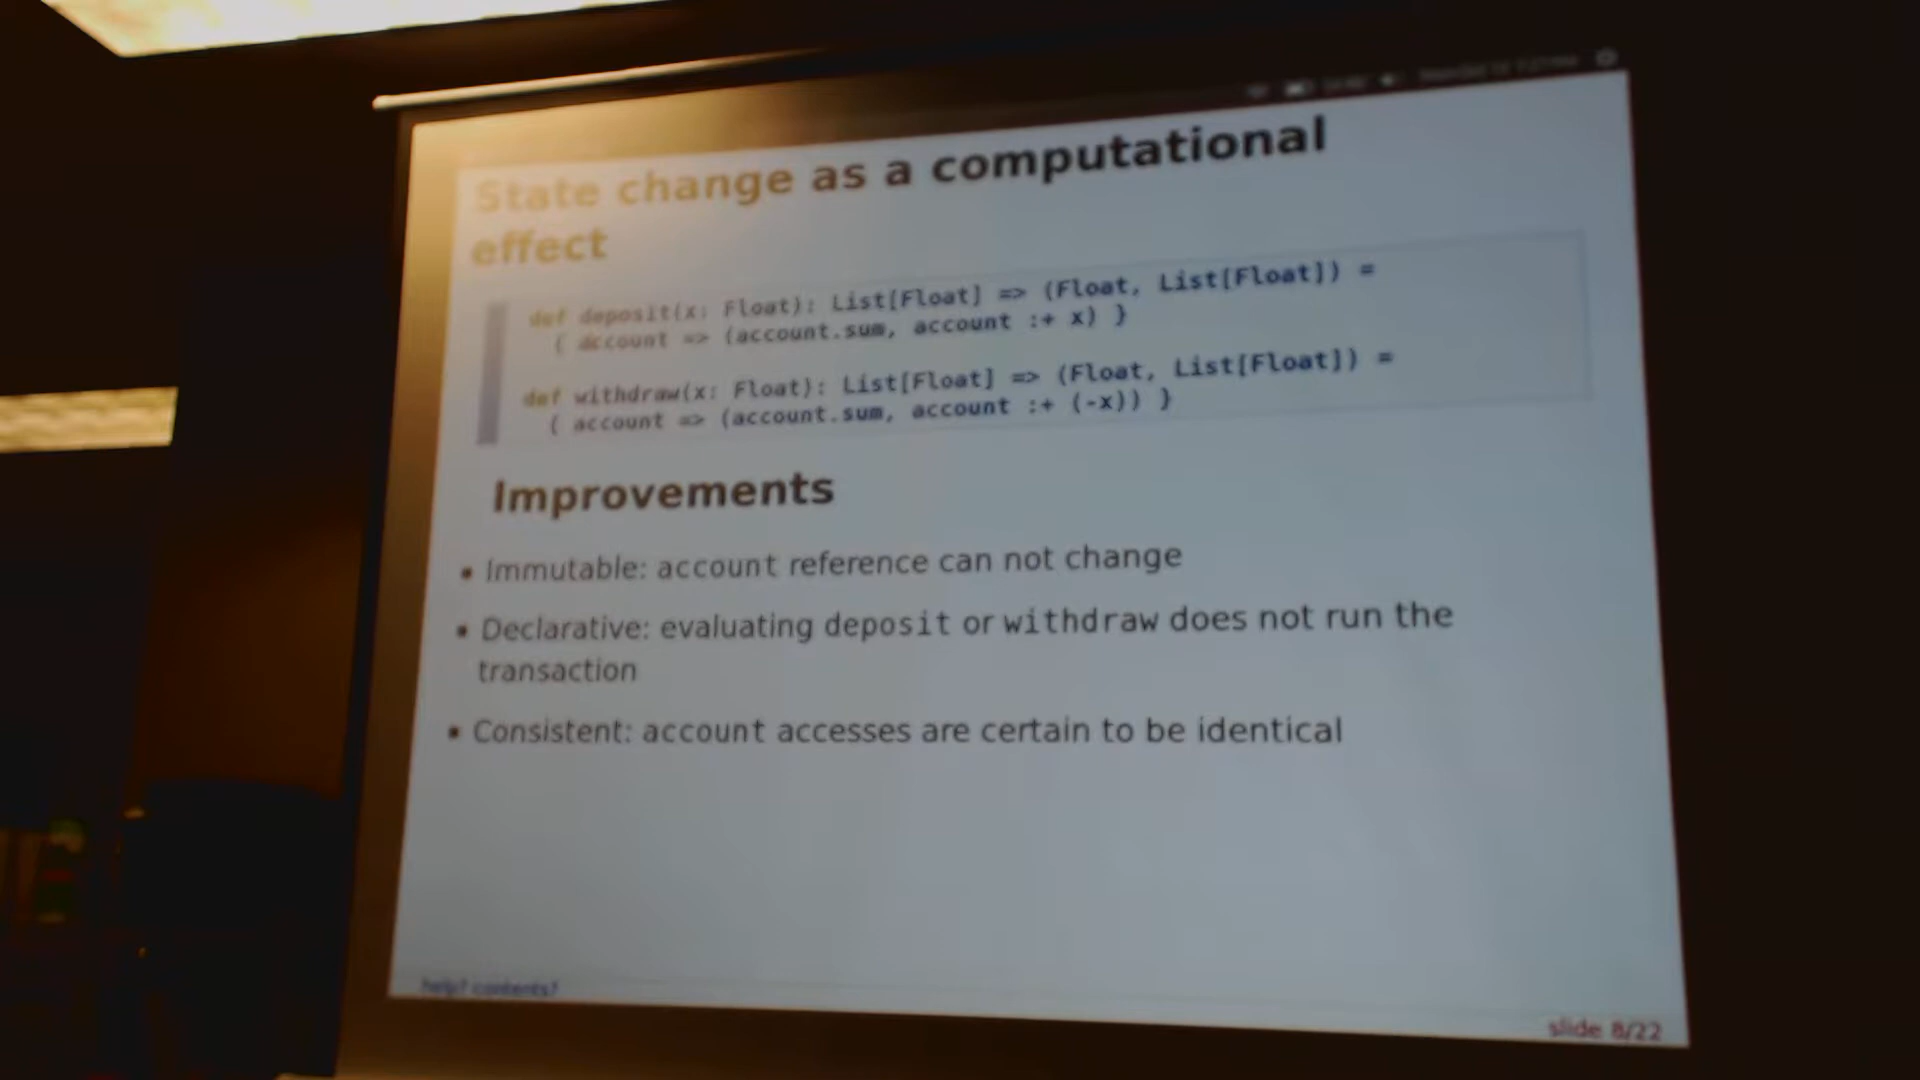 State change as a computational
effect
def deposit(x: Float): List[Float] => (Float, List[Float]) =
{ account => (account.sum, account :+ x) }
def withdraw(x: Float): List[Float] => (Float, List[Float]) =
{ account => (account.sum, account :+ (-x)) }
Improvements
▪ Immutable: account reference can not change
▪ Declarative: evaluating deposit or withdraw does not run the
transaction
▪ Consistent: account accesses are certain to be identical
help? contents?
slide 8/22